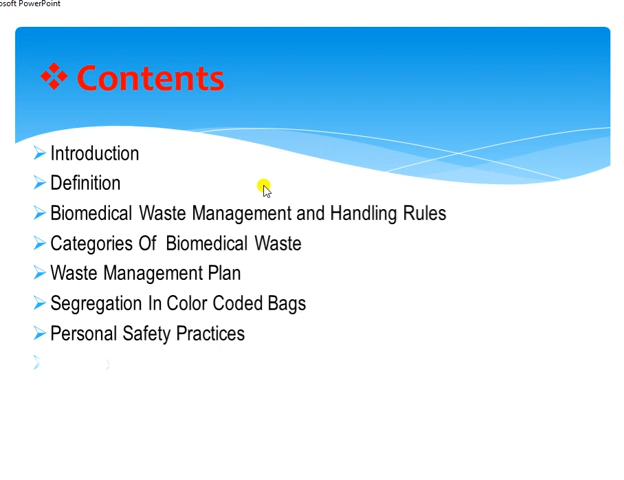 osoft PowerPoint
Contents
Introduction
Definition
Biomedical Waste Management and Handling Rules
Categories Of Biomedical Waste
Waste Management Plan
Segregation In Color Coded Bags
Personal Safety Practices